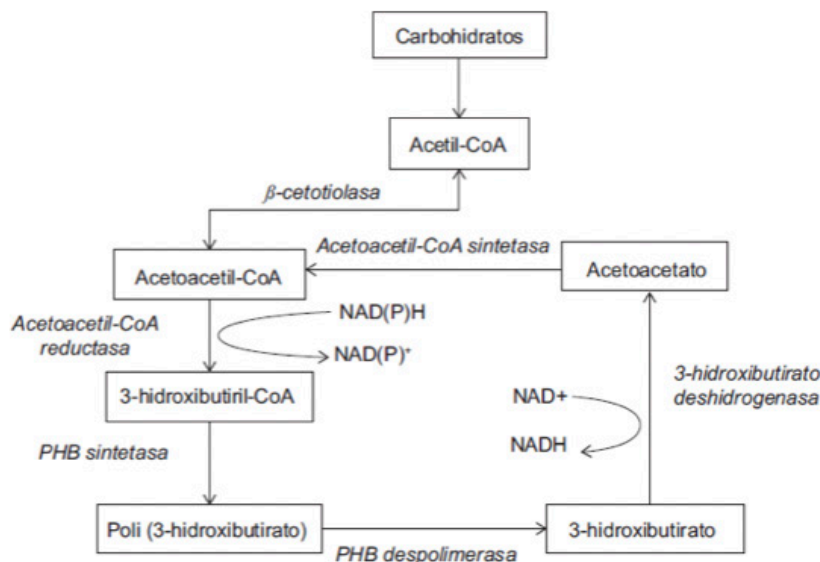 Carbohidratos
Acetil-CoA
β-cetotiolasa
Acetoacetil-CoA sintetasa
Acetoacetil-CoA
Acetoacetato
Acetoacetil-CoA
reductasa
NAD(P)H
NAD(P)⁺
3-hidroxibutiril-CoA
NAD+
NADH
3-hidroxibutirato
deshidrogenasa
PHB sintetasa
Poli (3-hidroxibutirato)
PHB despolimerasa
3-hidroxibutirato